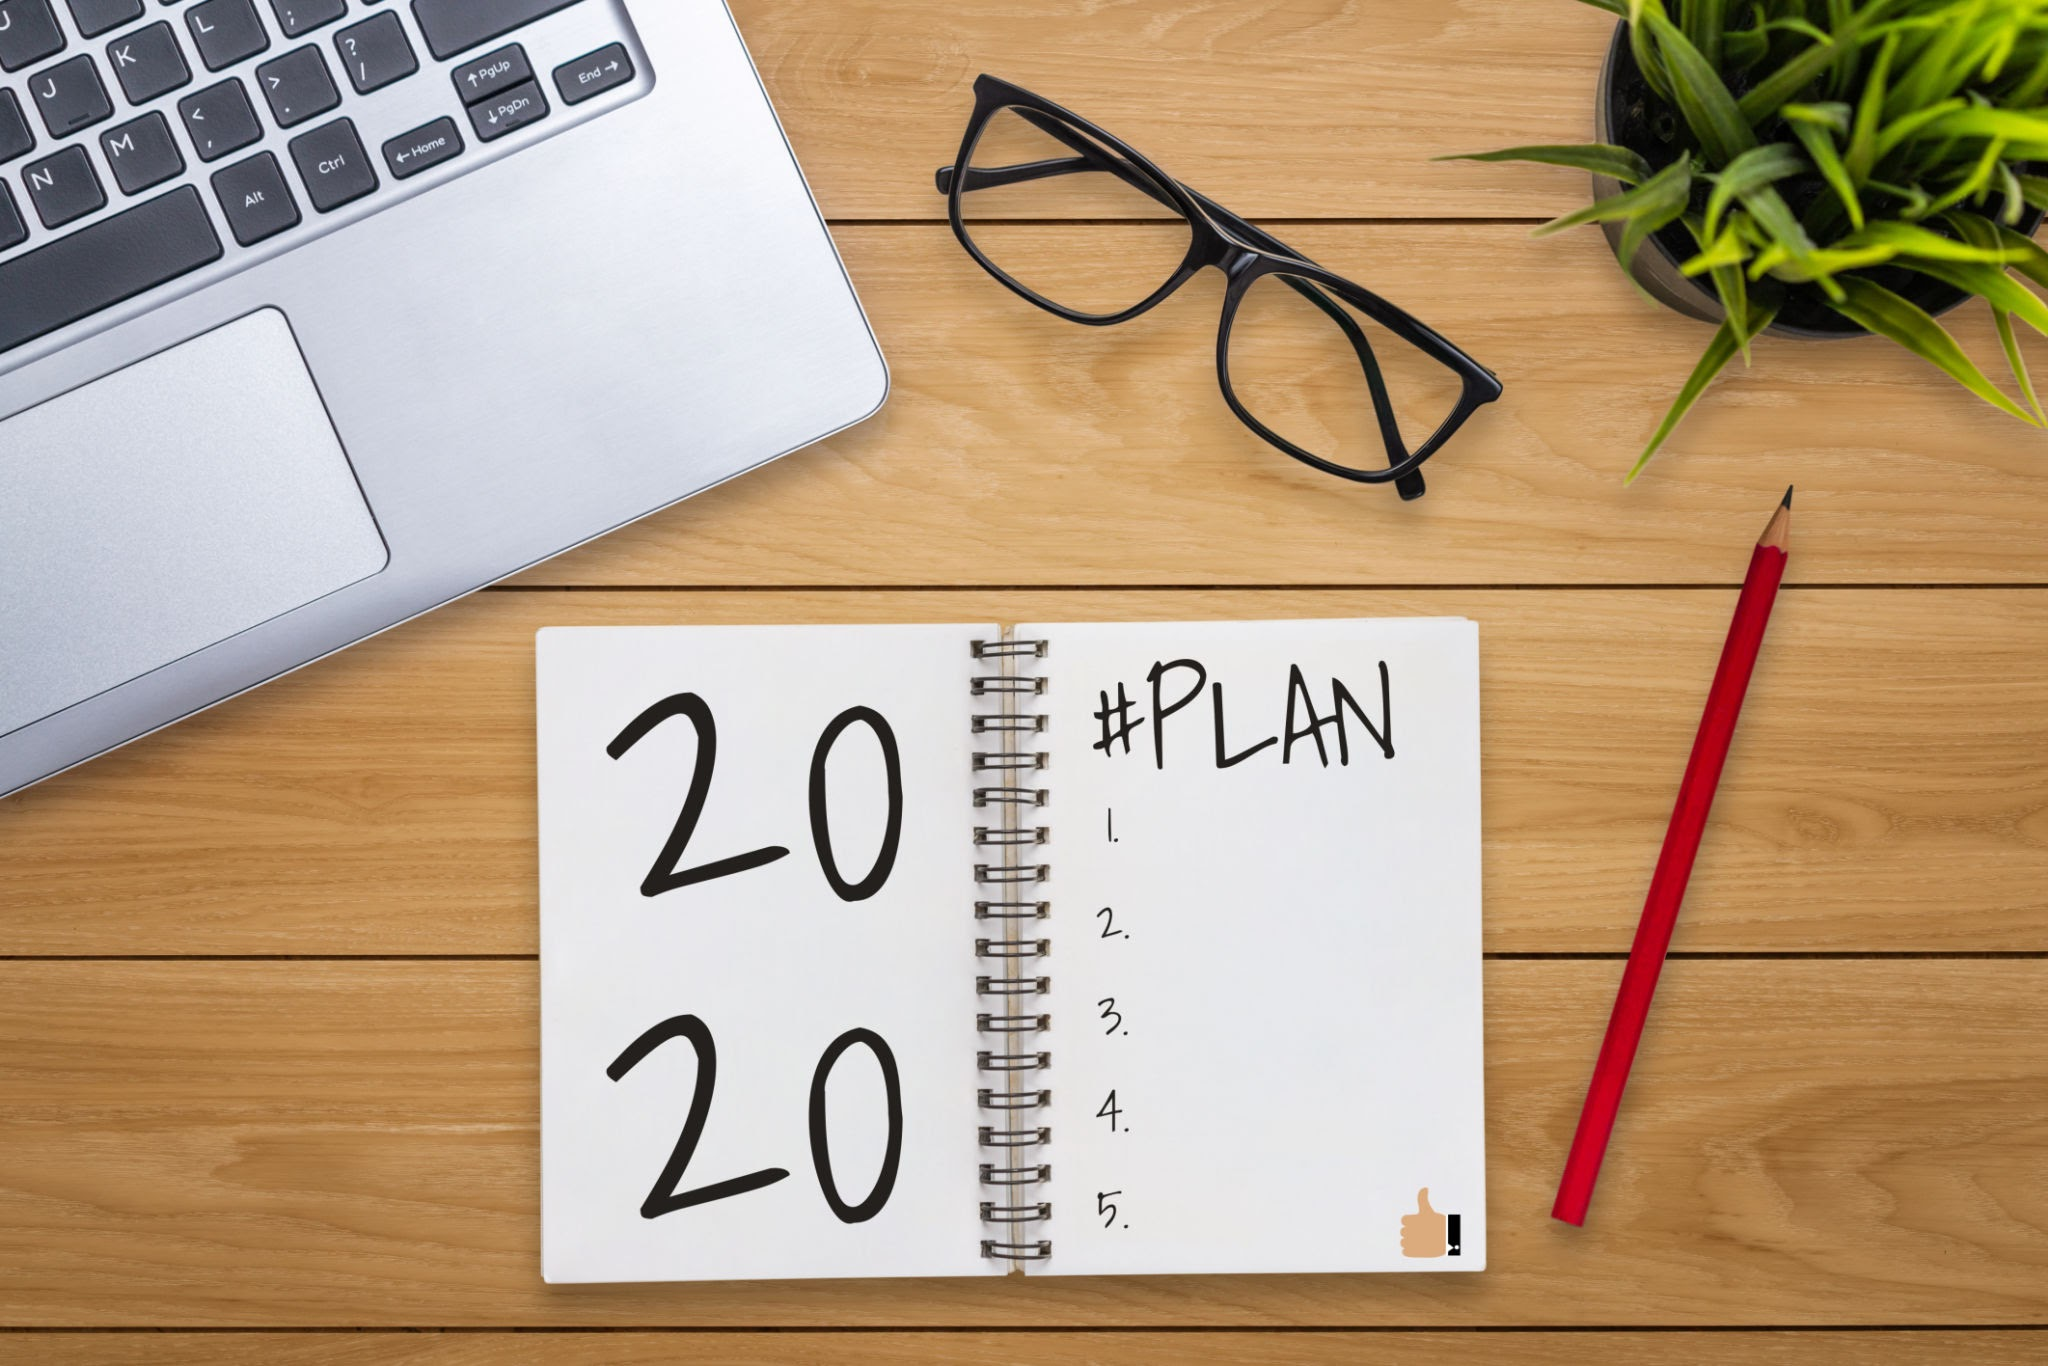 J L : ;
J K > . ? / ↑PgUp End →
N M < , Ctrl ← Home ↓PgDn
Alt
20
20
#PLAN
1.
2.
3.
4.
5.